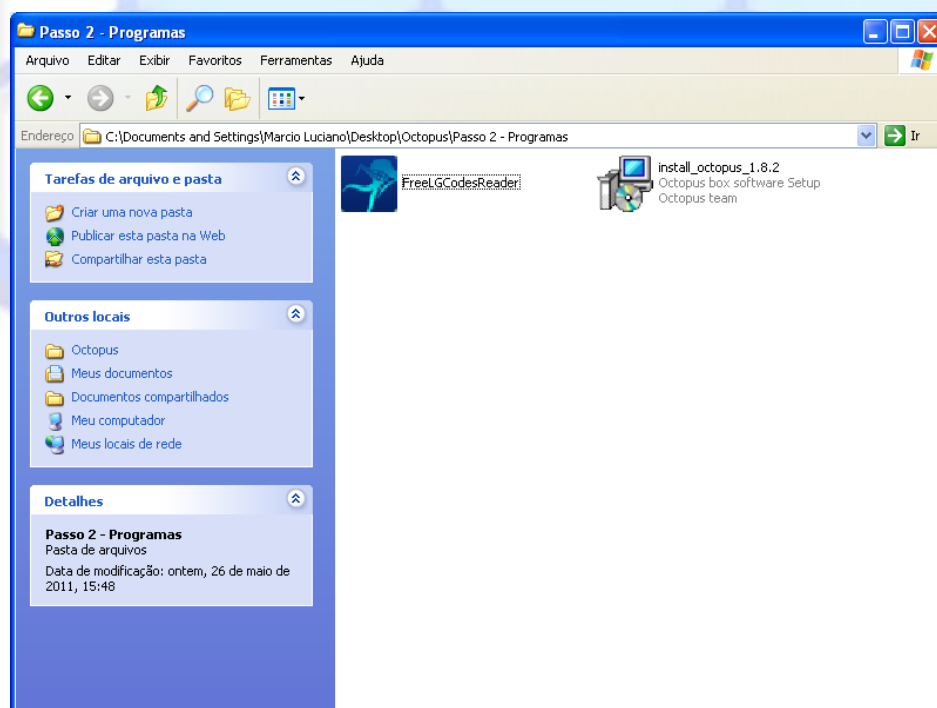 Passo 2 - Programas
Arquivo Editar Exibir Favoritos Ferramentas Ajuda
Endereço C:\Documents and Settings\Marcio Luciano\Desktop\Octopus\Passo 2 - Programas Ir
Tarefas de arquivo e pasta
Criar uma nova pasta
Publicar esta pasta na Web
Compartilhar esta pasta
Outros locais
Octopus
Meus documentos
Documentos compartilhados
Meu computador
Meus locais de rede
Detalhes
Passo 2 - Programas
Pasta de arquivos
Data de modificação: ontem, 26 de maio de
2011, 15:48
FreeLGCodesReader
install_octopus_1.8.2
Octopus box software Setup
Octopus team